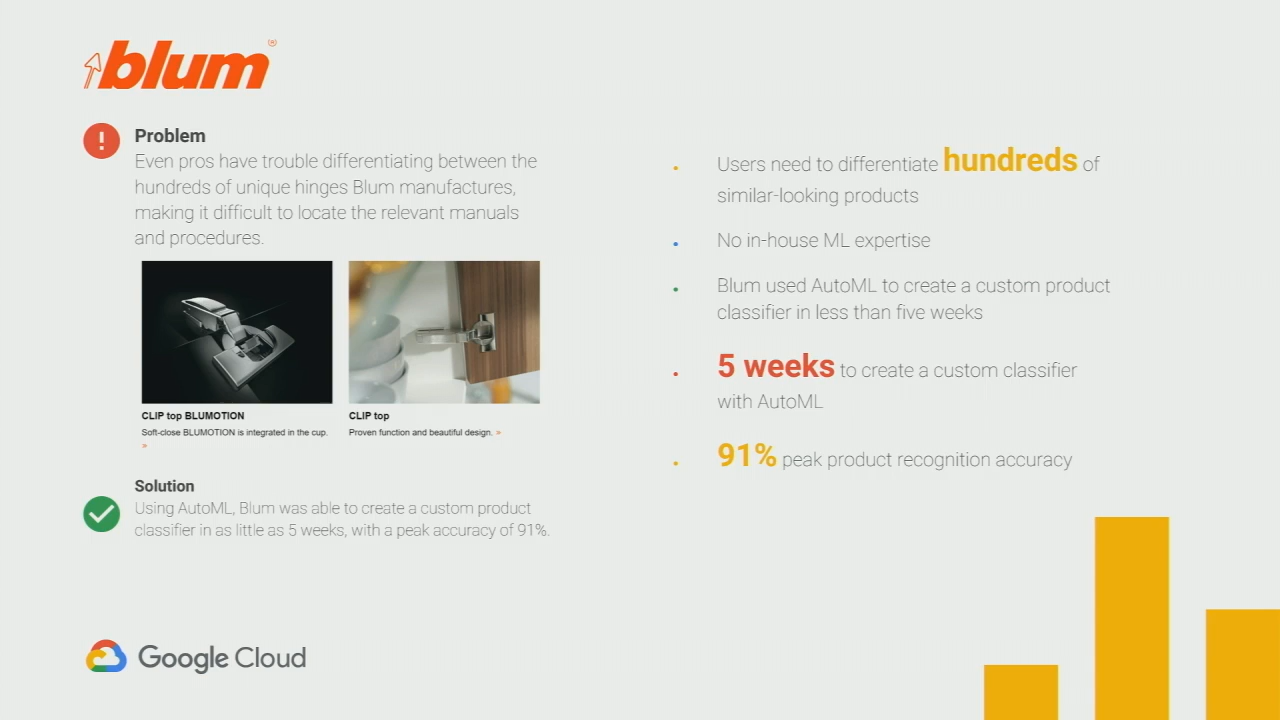 blum®
Problem
Even pros have trouble differentiating between the
hundreds of unique hinges Blum manufactures,
making it difficult to locate the relevant manuals
and procedures.
CLIP top BLUMOTION
Soft-close BLUMOTION is integrated in the cup.
»
CLIP top
Proven function and beautiful design. »
Solution
Using AutoML, Blum was able to create a custom product
classifier in as little as 5 weeks, with a peak accuracy of 91%.
Users need to differentiate hundreds of
similar-looking products
No in-house ML expertise
Blum used AutoML to create a custom product
classifier in less than five weeks
5 weeks to create a custom classifier
with AutoML
91% peak product recognition accuracy
Google Cloud